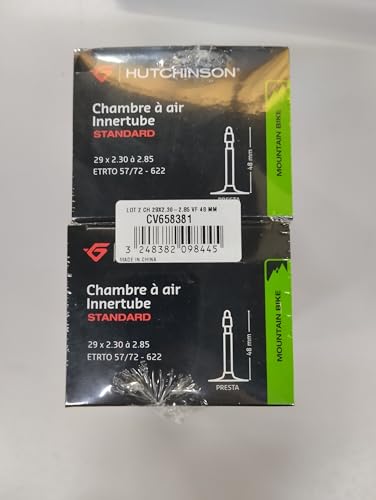 HUTCHINSON®
Chambre à air
Innertube
STANDARD
29 x 2.30 à 2.85
ETRTO 57/72 - 622
48 mm
PRESTA
MOUNTAIN BIKE
LOT 2 CH 29X2.30 - 2.85 VF 48 MM
CV658381
3 248382 098445
MADE IN CHINA
Chambre à air
Innertube
STANDARD
29 x 2.30 à 2.85
ETRTO 57/72 - 622
48 mm
PRESTA
MOUNTAIN BIKE